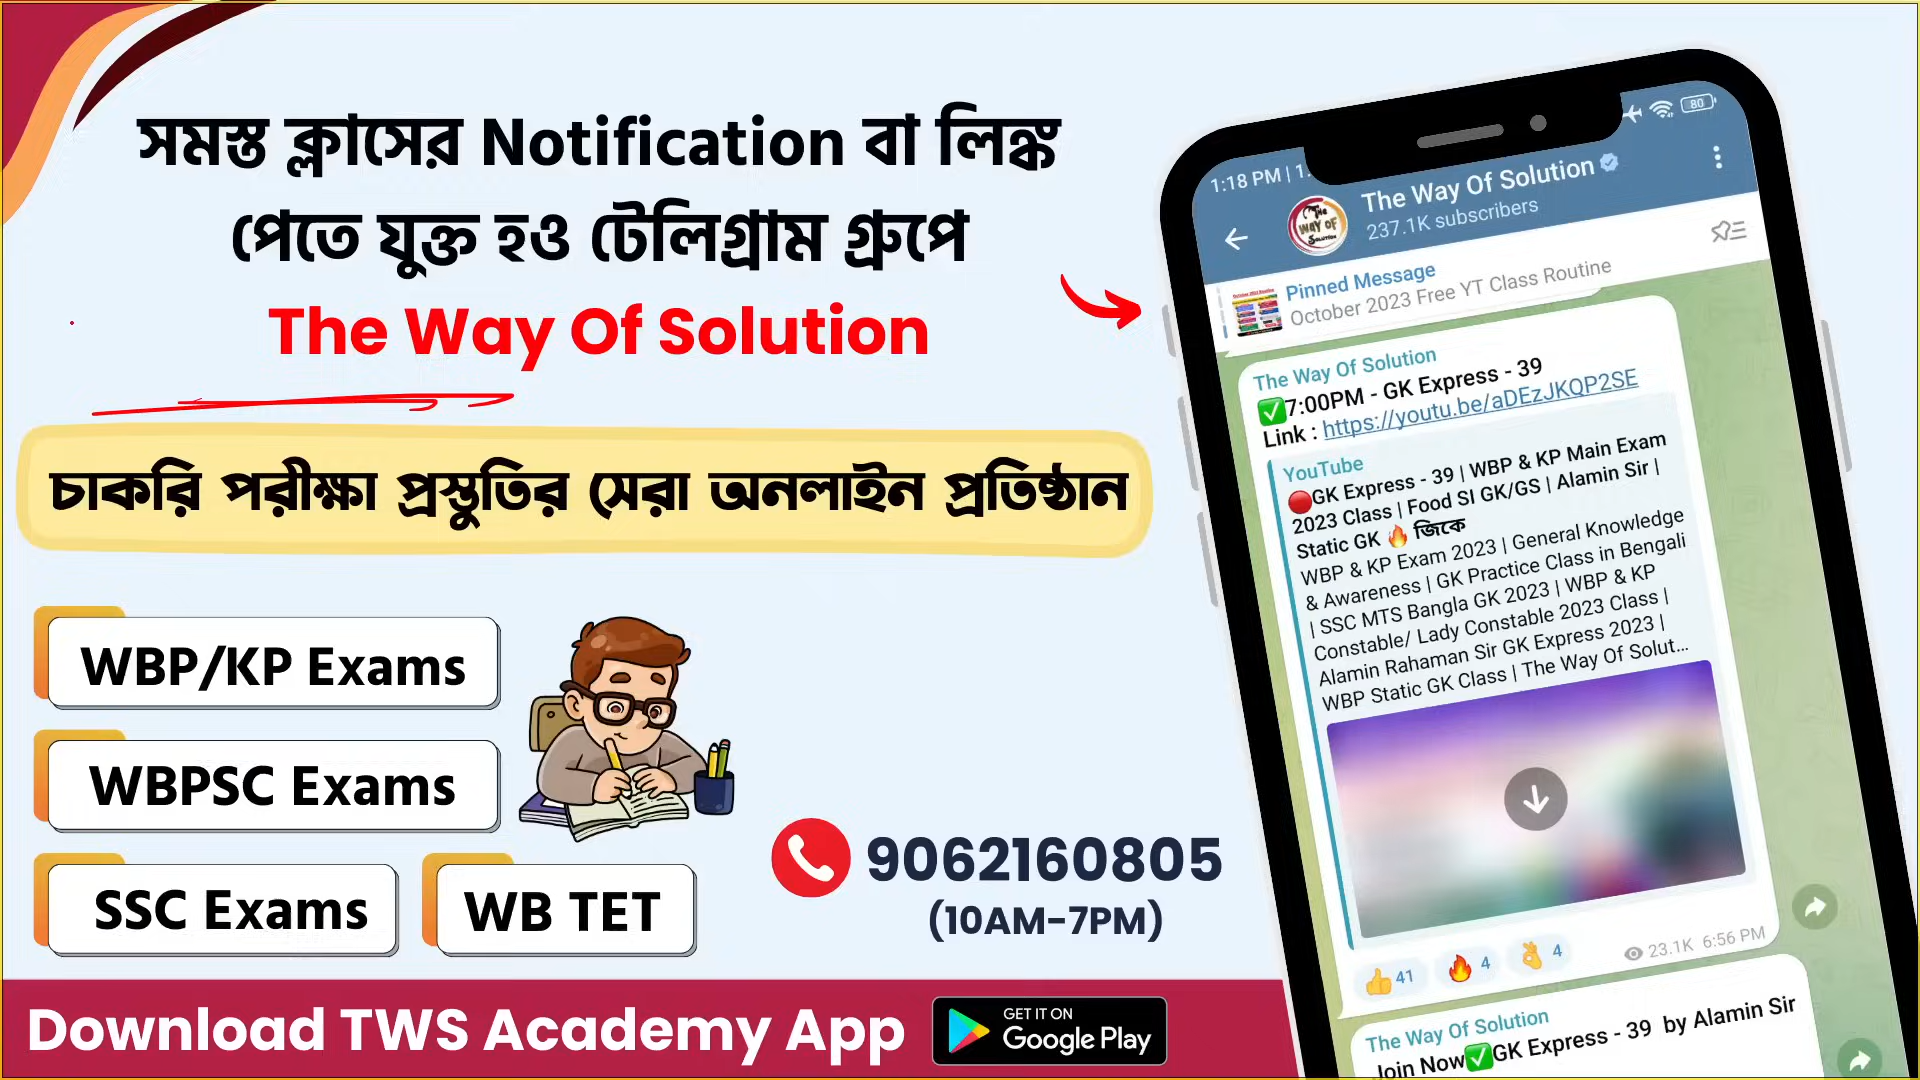 সমস্ত ক্লাসের Notification বা লিঙ্ক
পেতে যুক্ত হও টেলিগ্রাম গ্রুপে
The Way Of Solution
চাকরি পরীক্ষা প্রস্তুতির সেরা অনলাইন প্রতিষ্ঠান
WBP/KP Exams
WBPSC Exams
SSC Exams
WB TET
9062160805
(10AM-7PM)
Download TWS Academy App
GET IT ON
Google Play
1:18 PM | 1.
80
The Way Of Solution
237.1K subscribers
The WAY OF Solution
Pinned Message
October 2023 Free YT Class Routine
The Way Of Solution
✅7:00PM - GK Express - 39
Link : https://youtu.be/aDEzJKQP2SE
YouTube
🔴GK Express - 39 | WBP & KP Main Exam
2023 Class | Food SI GK/GS | Alamin Sir |
Static GK 🔥 জিকে
WBP & KP Exam 2023 | General Knowledge
& Awareness | GK Practice Class in Bengali
| SSC MTS Bangla GK 2023 | WBP & KP
Constable/ Lady Constable 2023 Class |
Alamin Rahaman Sir GK Express 2023 |
WBP Static GK Class | The Way Of Solut...
👍 41 🔥 4 👌 4
23.1K 6:56 PM
The Way Of Solution
Join Now✅GK Express - 39 by Alamin Sir